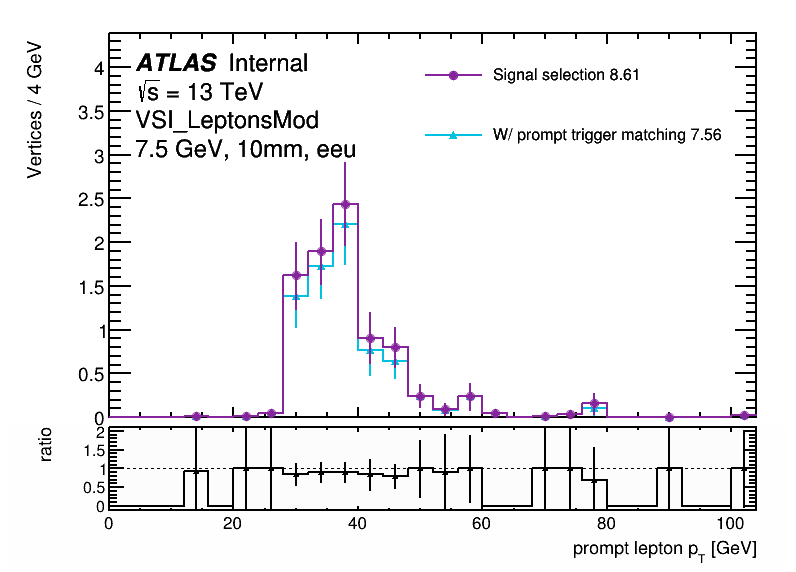 ATLAS Internal
√s = 13 TeV
VSI_LeptonsMod
7.5 GeV, 10mm, eeu
Signal selection 8.61
W/ prompt trigger matching 7.56
Vertices / 4 GeV
4
3.5
3
2.5
2
1.5
1
0.5
0
ratio
2
1.5
1
0.5
0
0 20 40 60 80 100
prompt lepton pT [GeV]